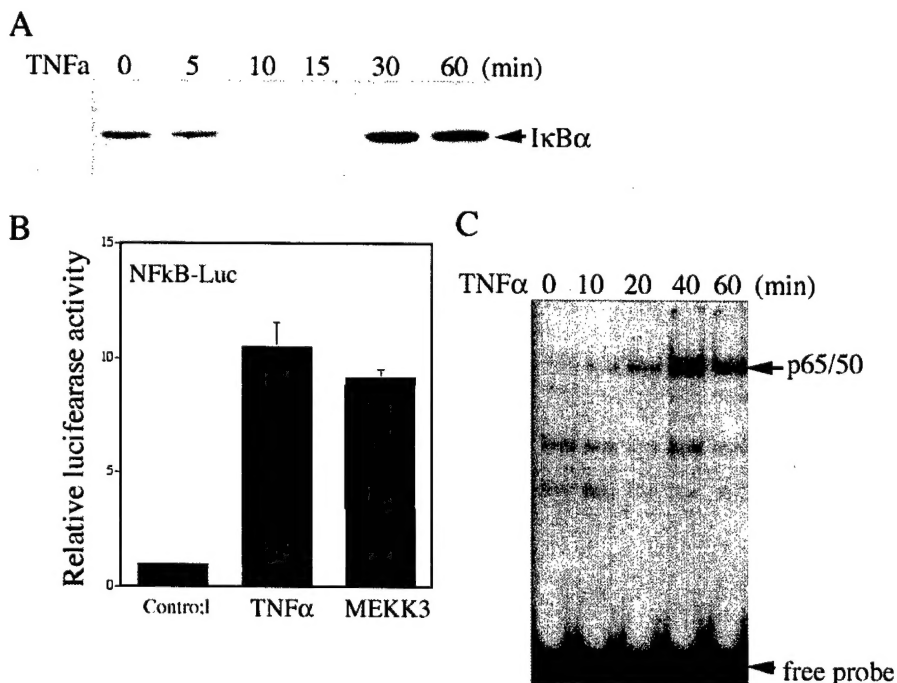 A
TNFa 0 5 10 15 30 60 (min)
IκBα
B
15
10
5
0
Relative lucifearase activity
NFkB-Luc
Contro;l TNFα MEKK3
C
TNFα 0 10 20 40 60 (min)
p65/50
free probe